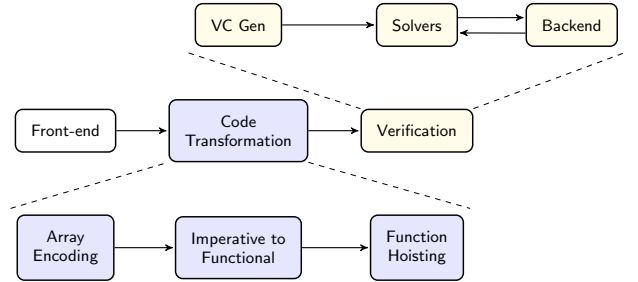 VC Gen
Solvers
Backend
Front-end
Code
Transformation
Verification
Array
Encoding
Imperative to
Functional
Function
Hoisting